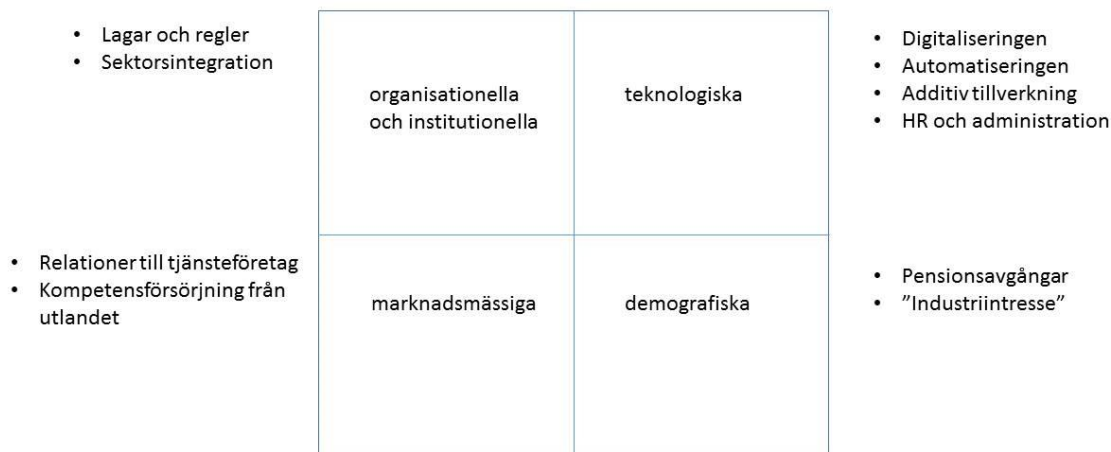 • Lagar och regler
• Sektorsintegration
organisationella
och institutionella
teknologiska
• Digitaliseringen
• Automatiseringen
• Additiv tillverkning
• HR och administration
• Relationer till tjänsteföretag
• Kompetensförsörjning från
utlandet
marknadsmässiga
demografiska
• Pensionsavgångar
• ”Industriintresse”